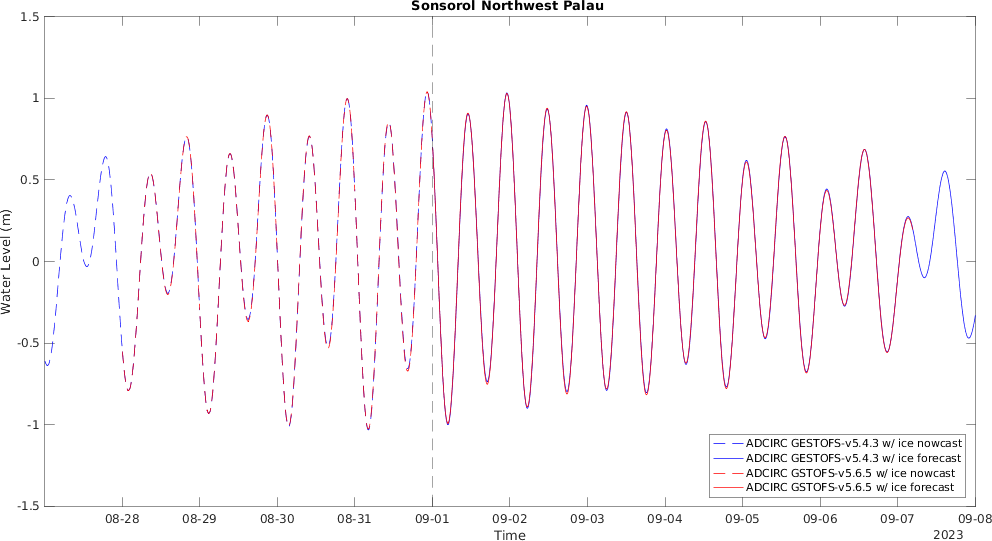 Sonsorol Northwest Palau
1.5
1
0.5
0
-0.5
-1
-1.5
Water Level (m)
ADCIRC GESTOFS-v5.4.3 w/ ice nowcast
ADCIRC GESTOFS-v5.4.3 w/ ice forecast
ADCIRC GSTOFS-v5.6.5 w/ ice nowcast
ADCIRC GSTOFS-v5.6.5 w/ ice forecast
08-28 08-29 08-30 08-31 09-01 09-02 09-03 09-04 09-05 09-06 09-07 09-08
Time
2023